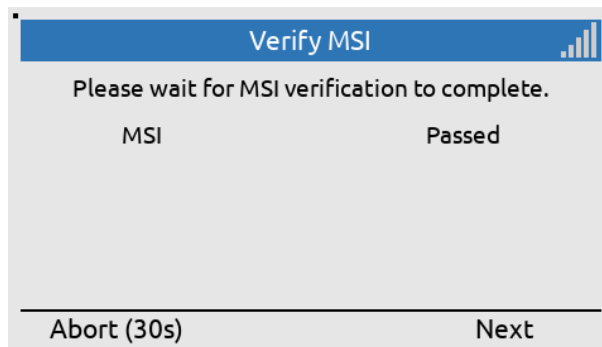 Verify MSI
Please wait for MSI verification to complete.
MSI Passed
Abort (30s) Next